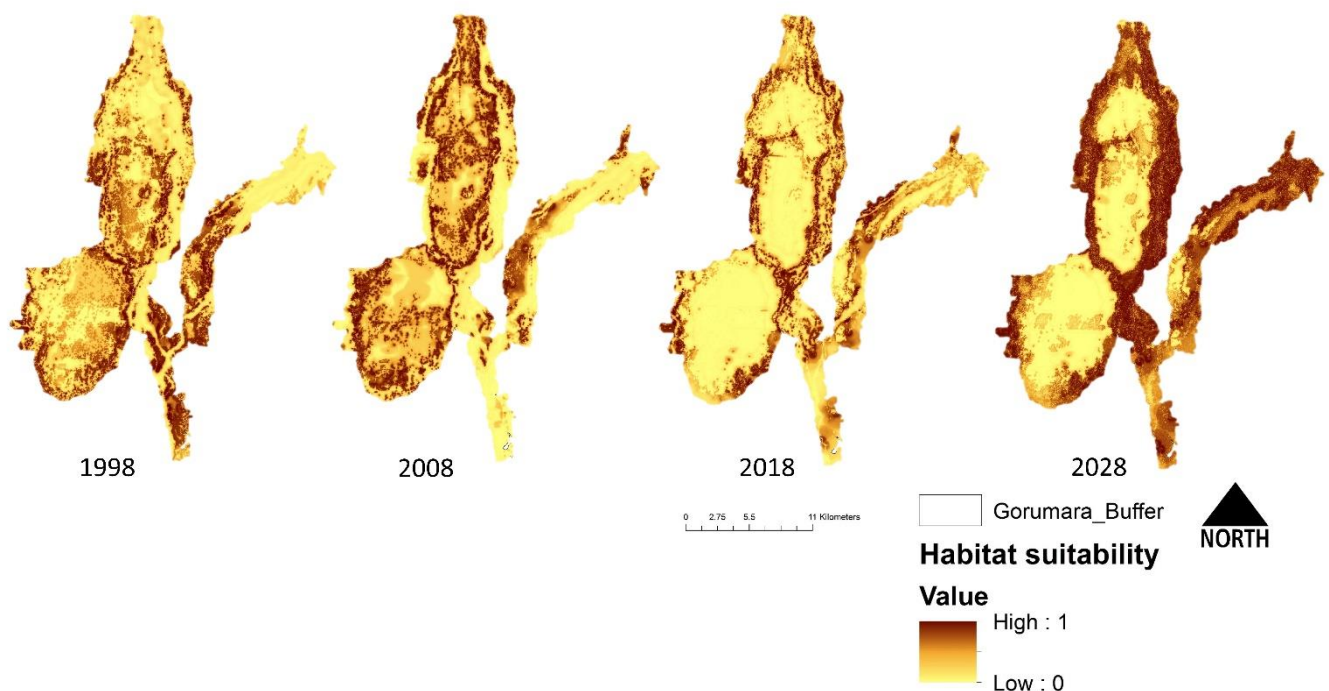 1998
2008
2018
2028
0 2.75 5.5 11 Kilometers
Gorumara_Buffer
NORTH
Habitat suitability
Value
High : 1
Low : 0